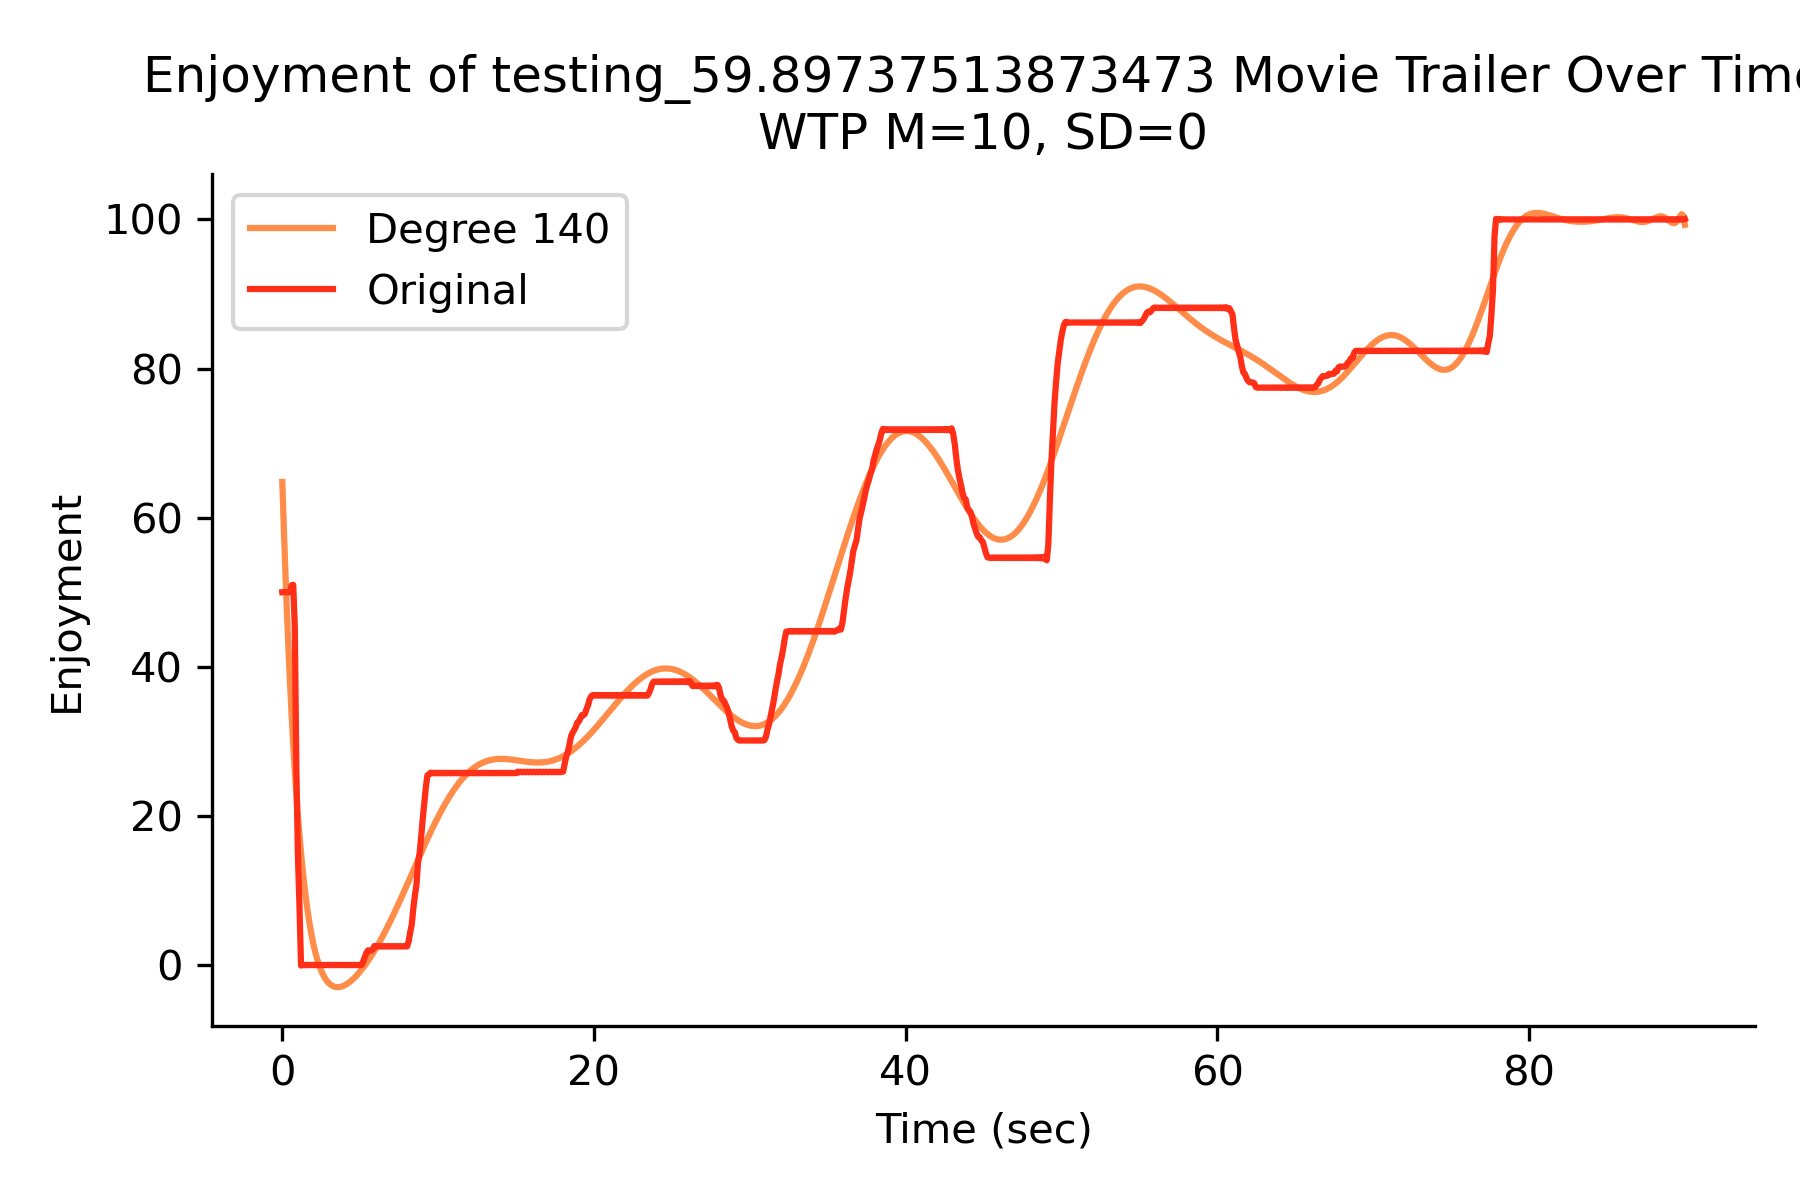 Enjoyment of testing_59.89737513873473 Movie Trailer Over Time
WTP M=10, SD=0
Degree 140
Original
100
80
60
40
20
0
Enjoyment
0 20 40 60 80
Time (sec)